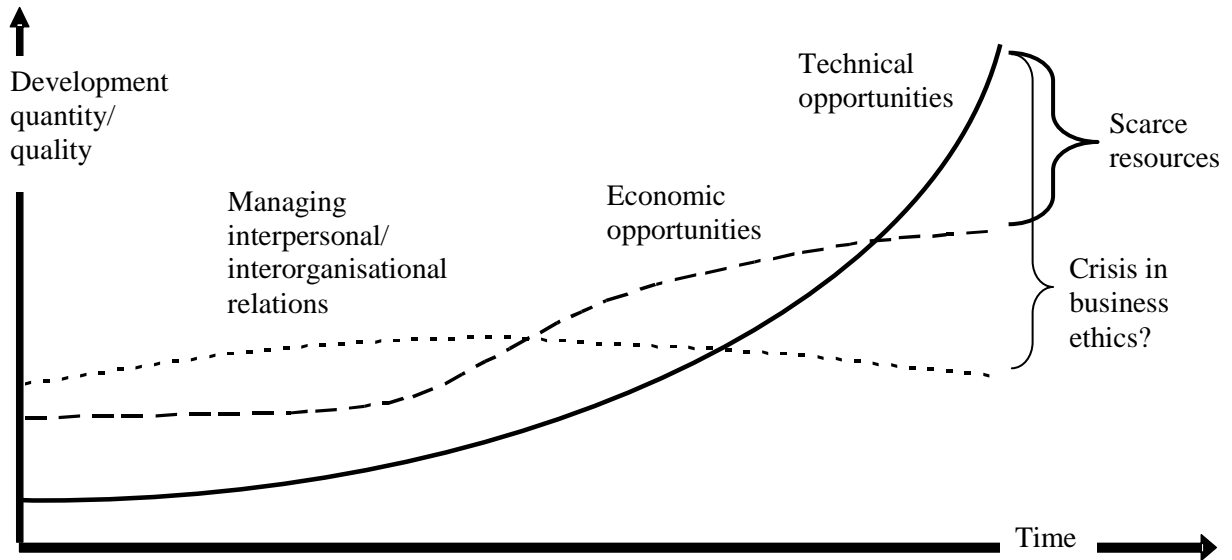 Development
quantity/
quality
Managing
interpersonal/
interorganisational
relations
Economic
opportunities
Technical
opportunities
Scarce
resources
Crisis in
business
ethics?
Time